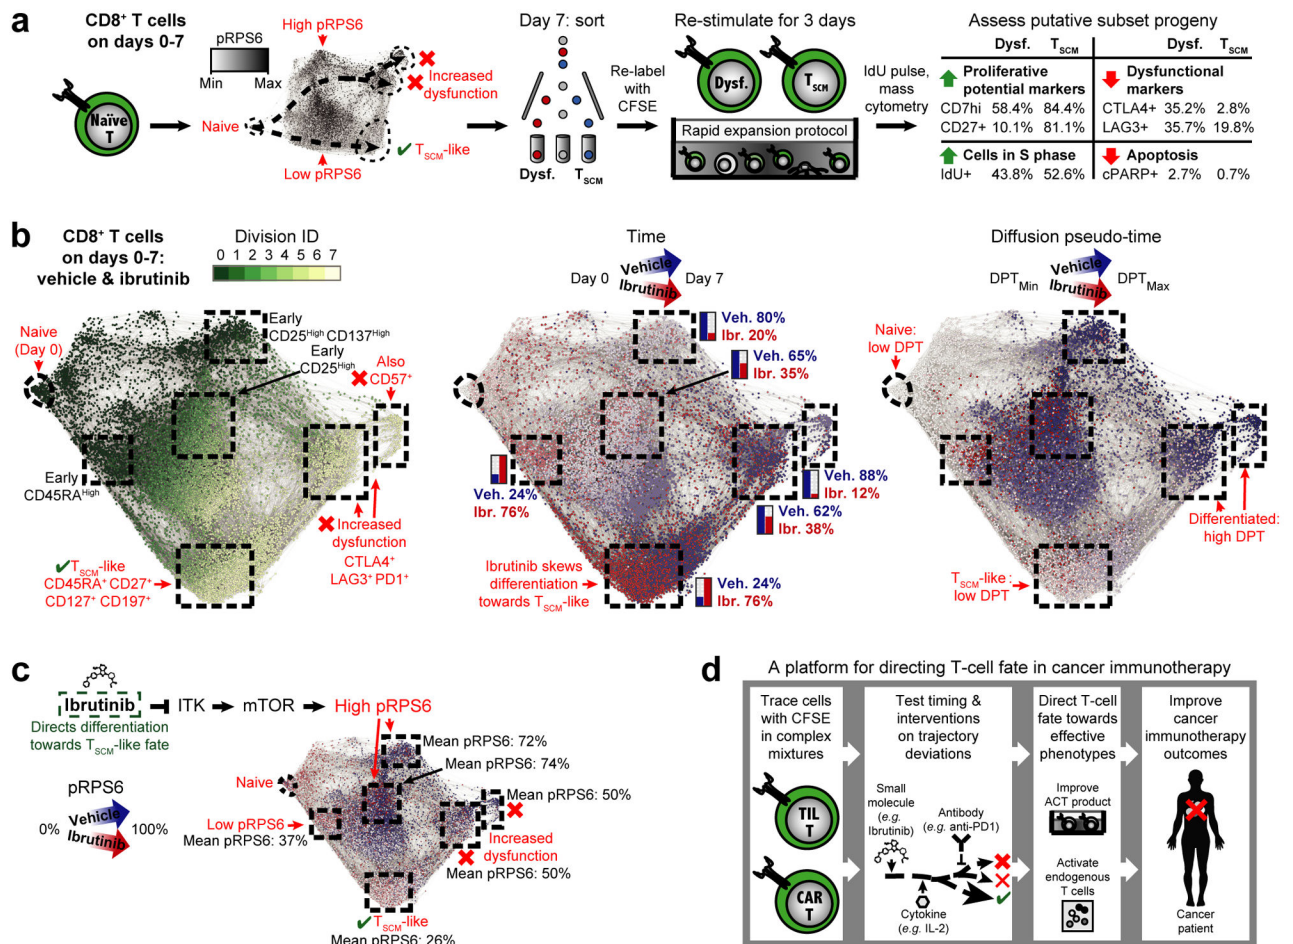 a
CD8⁺ T cells
on days 0-7
Naïve
T
pRPS6
Min Max
High pRPS6
Naive
Low pRPS6
Increased
dysfunction
T_SCM-like
Day 7: sort
Dysf. T_SCM
Re-label
with
CFSE
Re-stimulate for 3 days
Dysf. T_SCM
Rapid expansion protocol
IdU pulse,
mass
cytometry
Assess putative subset progeny
Dysf. T_SCM
Proliferative
potential markers
CD7hi 58.4% 84.4%
CD27+ 10.1% 81.1%
Cells in S phase
IdU+ 43.8% 52.6%
Dysf. T_SCM
Dysfunctional
markers
CTLA4+ 35.2% 2.8%
LAG3+ 35.7% 19.8%
Apoptosis
cPARP+ 2.7% 0.7%
b
CD8⁺ T cells
on days 0-7:
vehicle & ibrutinib
Division ID
0 1 2 3 4 5 6 7
Naive
(Day 0)
Early
CD25^High CD137^High
Early
CD25^High
Also
CD57⁺
Early
CD45RA^High
Increased
dysfunction
CTLA4⁺
LAG3⁺ PD1⁺
T_SCM-like
CD45RA⁺ CD27⁺
CD127⁺ CD197⁺
Time
Day 0 Vehicle Day 7
Ibrutinib
Veh. 80%
Ibr. 20%
Veh. 65%
Ibr. 35%
Veh. 24%
Ibr. 76%
Veh. 88%
Ibr. 12%
Veh. 62%
Ibr. 38%
Ibrutinib skews
differentiation
towards T_SCM-like
Veh. 24%
Ibr. 76%
Diffusion pseudo-time
DPT_Min Vehicle DPT_Max
Ibrutinib
Naive:
low DPT
Differentiated:
high DPT
T_SCM-like:
low DPT
c
Ibrutinib ITK mTOR High pRPS6
Directs differentiation
towards T_SCM-like fate
pRPS6
0% Vehicle 100%
Ibrutinib
Naive
Mean pRPS6: 72%
Mean pRPS6: 74%
Mean pRPS6: 50%
Low pRPS6
Mean pRPS6: 37%
Increased
dysfunction
Mean pRPS6: 50%
T_SCM-like
Mean pRPS6: 26%
d
A platform for directing T-cell fate in cancer immunotherapy
Trace cells
with CFSE
in complex
mixtures
TIL
T
CAR
T
Test timing &
interventions
on trajectory
deviations
Small
molecule
(e.g.
Ibrutinib)
Antibody
(e.g. anti-PD1)
Cytokine
(e.g. IL-2)
Direct T-cell
fate towards
effective
phenotypes
Improve
ACT product
Activate
endogenous
T cells
Improve
cancer
immunotherapy
outcomes
Cancer
patient